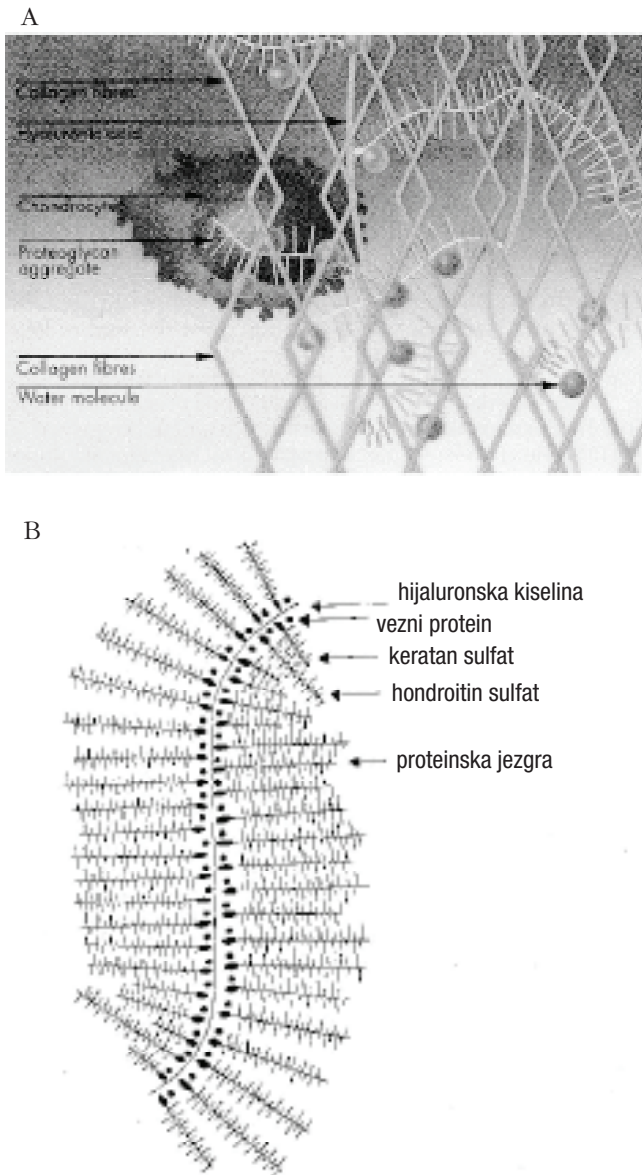 A
Collagen fibres
Hyaluronic acid
Chondrocyte
Proteoglycan
aggregate
Collagen fibres
Water molecule
B
hijaluronska kiselina
vezni protein
keratan sulfat
hondroitin sulfat
proteinska jezgra